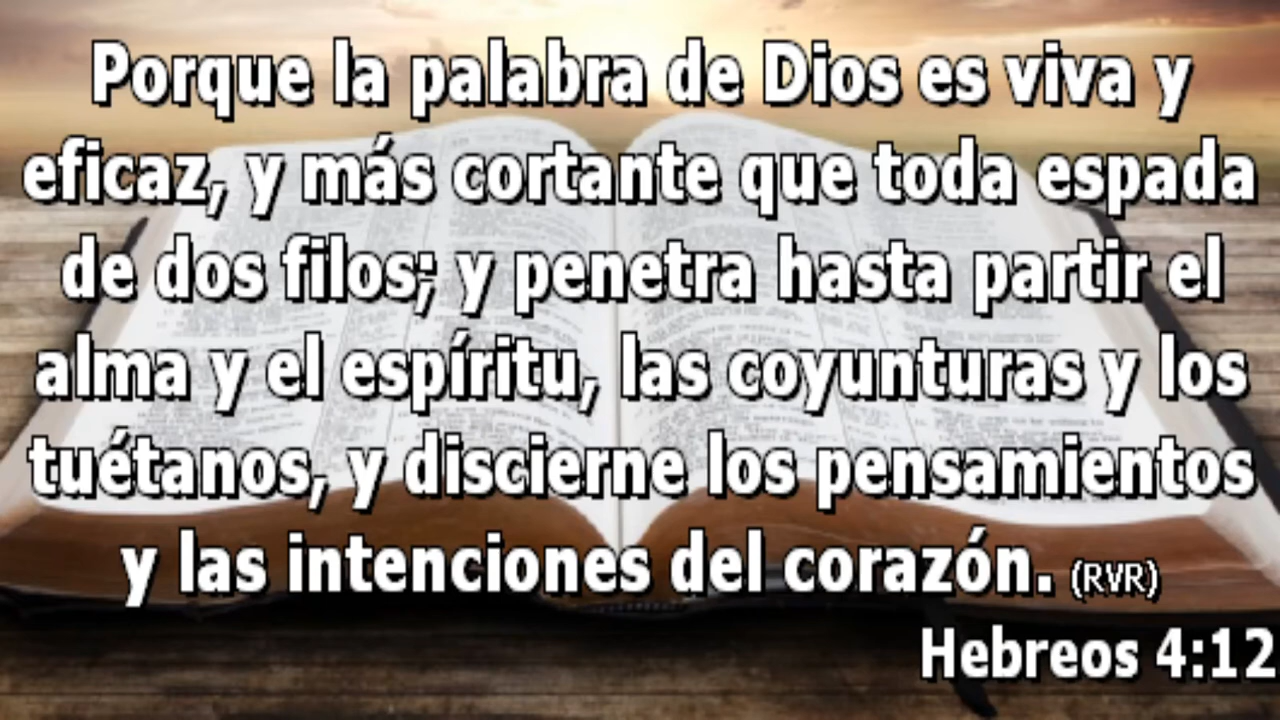 Porque la palabra de Dios es viva y
eficaz, y más cortante que toda espada
de dos filos; y penetra hasta partir el
alma y el espíritu, las coyunturas y los
tuétanos, y discierne los pensamientos
y las intenciones del corazón. (RVR)
Hebreos 4:12